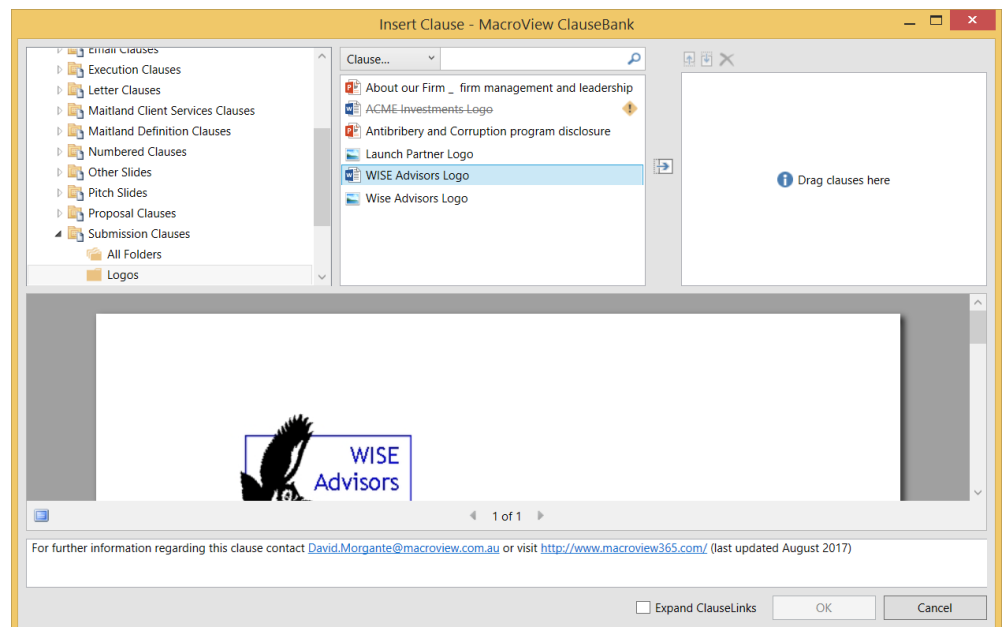 Insert Clause - MacroView ClauseBank
Email Clauses
Execution Clauses
Letter Clauses
Maitland Client Services Clauses
Maitland Definition Clauses
Numbered Clauses
Other Slides
Pitch Slides
Proposal Clauses
Submission Clauses
All Folders
Logos
Clause...
About our Firm _ firm management and leadership
ACME Investments Logo
Antibribery and Corruption program disclosure
Launch Partner Logo
WISE Advisors Logo
Wise Advisors Logo
Drag clauses here
WISE
Advisors
1 of 1
For further information regarding this clause contact David.Morgante@macroview.com.au or visit http://www.macroview365.com/ (last updated August 2017)
Expand ClauseLinks
OK
Cancel